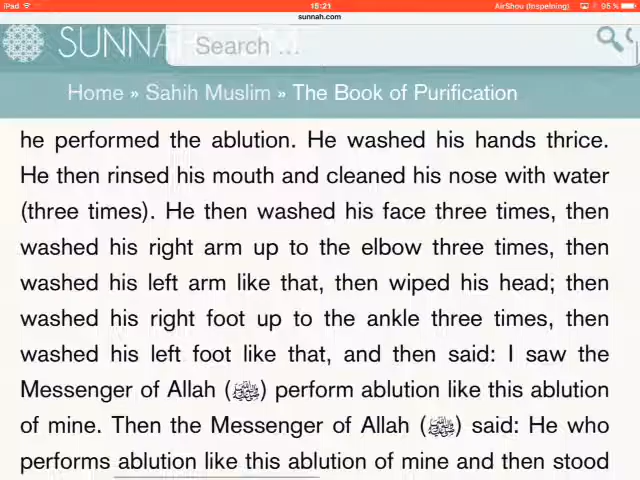 iPad 15:21 AirShou (Inspelning) 95 %
sunnah.com
SUNNA
Search ...
Home » Sahih Muslim » The Book of Purification
he performed the ablution. He washed his hands thrice.
He then rinsed his mouth and cleaned his nose with water
(three times). He then washed his face three times, then
washed his right arm up to the elbow three times, then
washed his left arm like that, then wiped his head; then
washed his right foot up to the ankle three times, then
washed his left foot like that, and then said: I saw the
Messenger of Allah (ﷺ) perform ablution like this ablution
of mine. Then the Messenger of Allah (ﷺ) said: He who
performs ablution like this ablution of mine and then stood